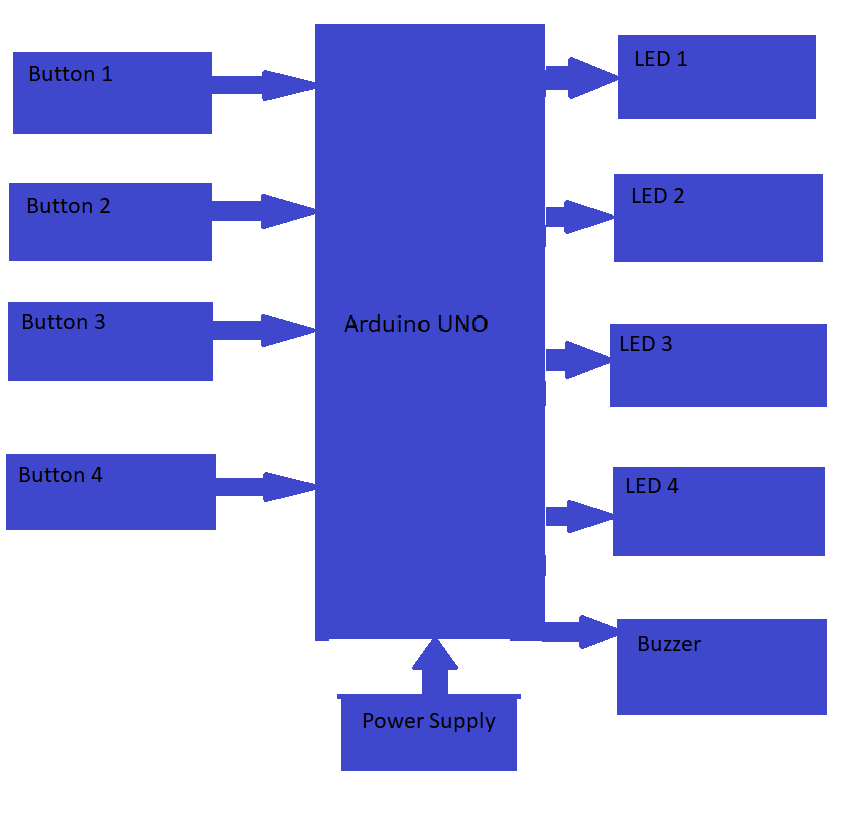 Button 1
LED 1
Button 2
LED 2
Button 3
Arduino UNO
LED 3
Button 4
LED 4
Buzzer
Power Supply